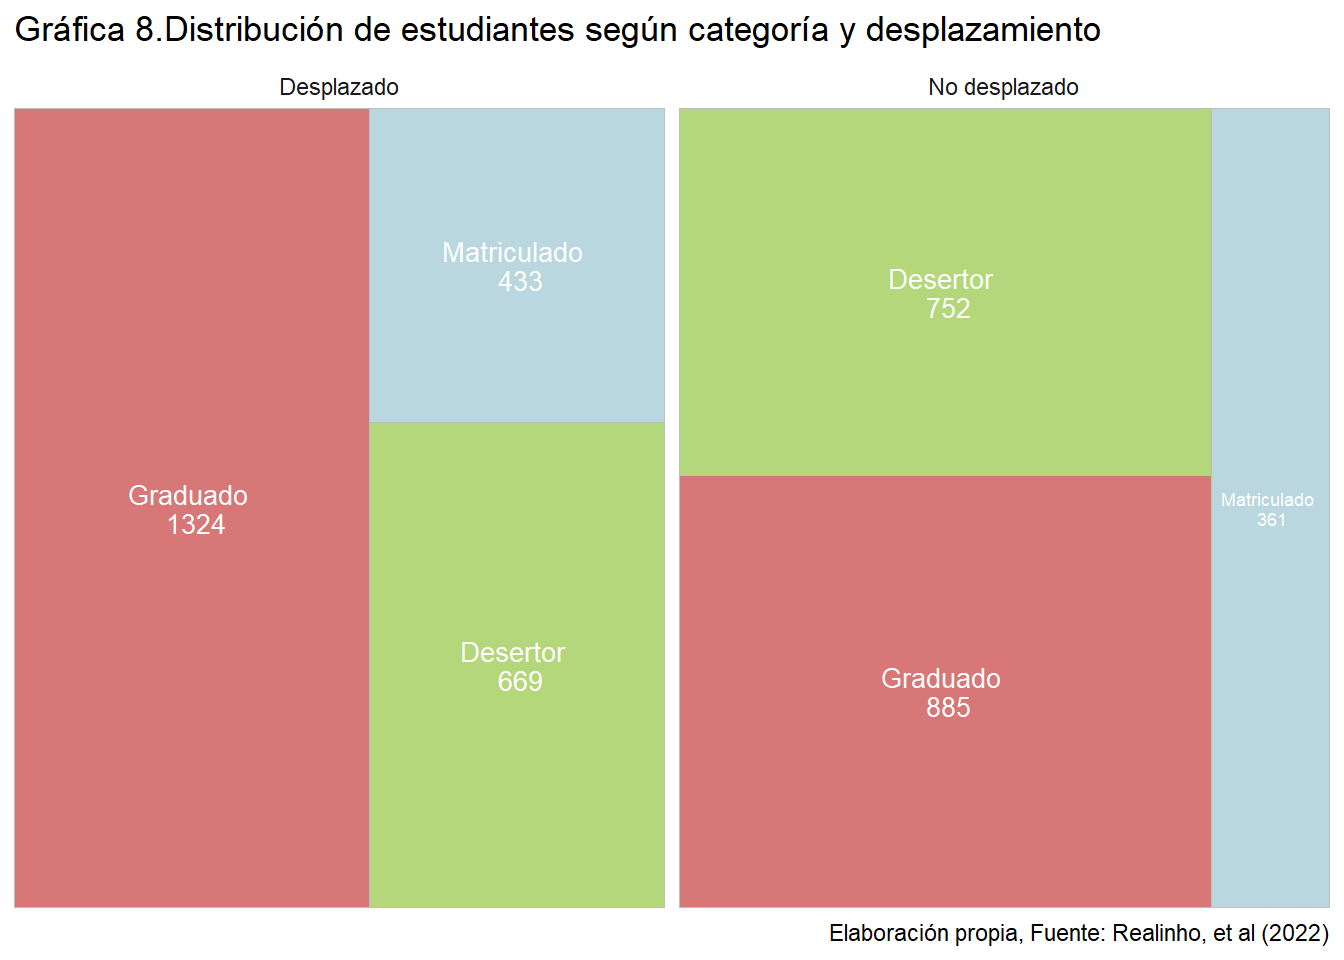 Gráfica 8.Distribución de estudiantes según categoría y desplazamiento
Desplazado
Graduado
1324
Matriculado
433
Desertor
669
No desplazado
Desertor
752
Graduado
885
Matriculado
361
Elaboración propia, Fuente: Realinho, et al (2022)